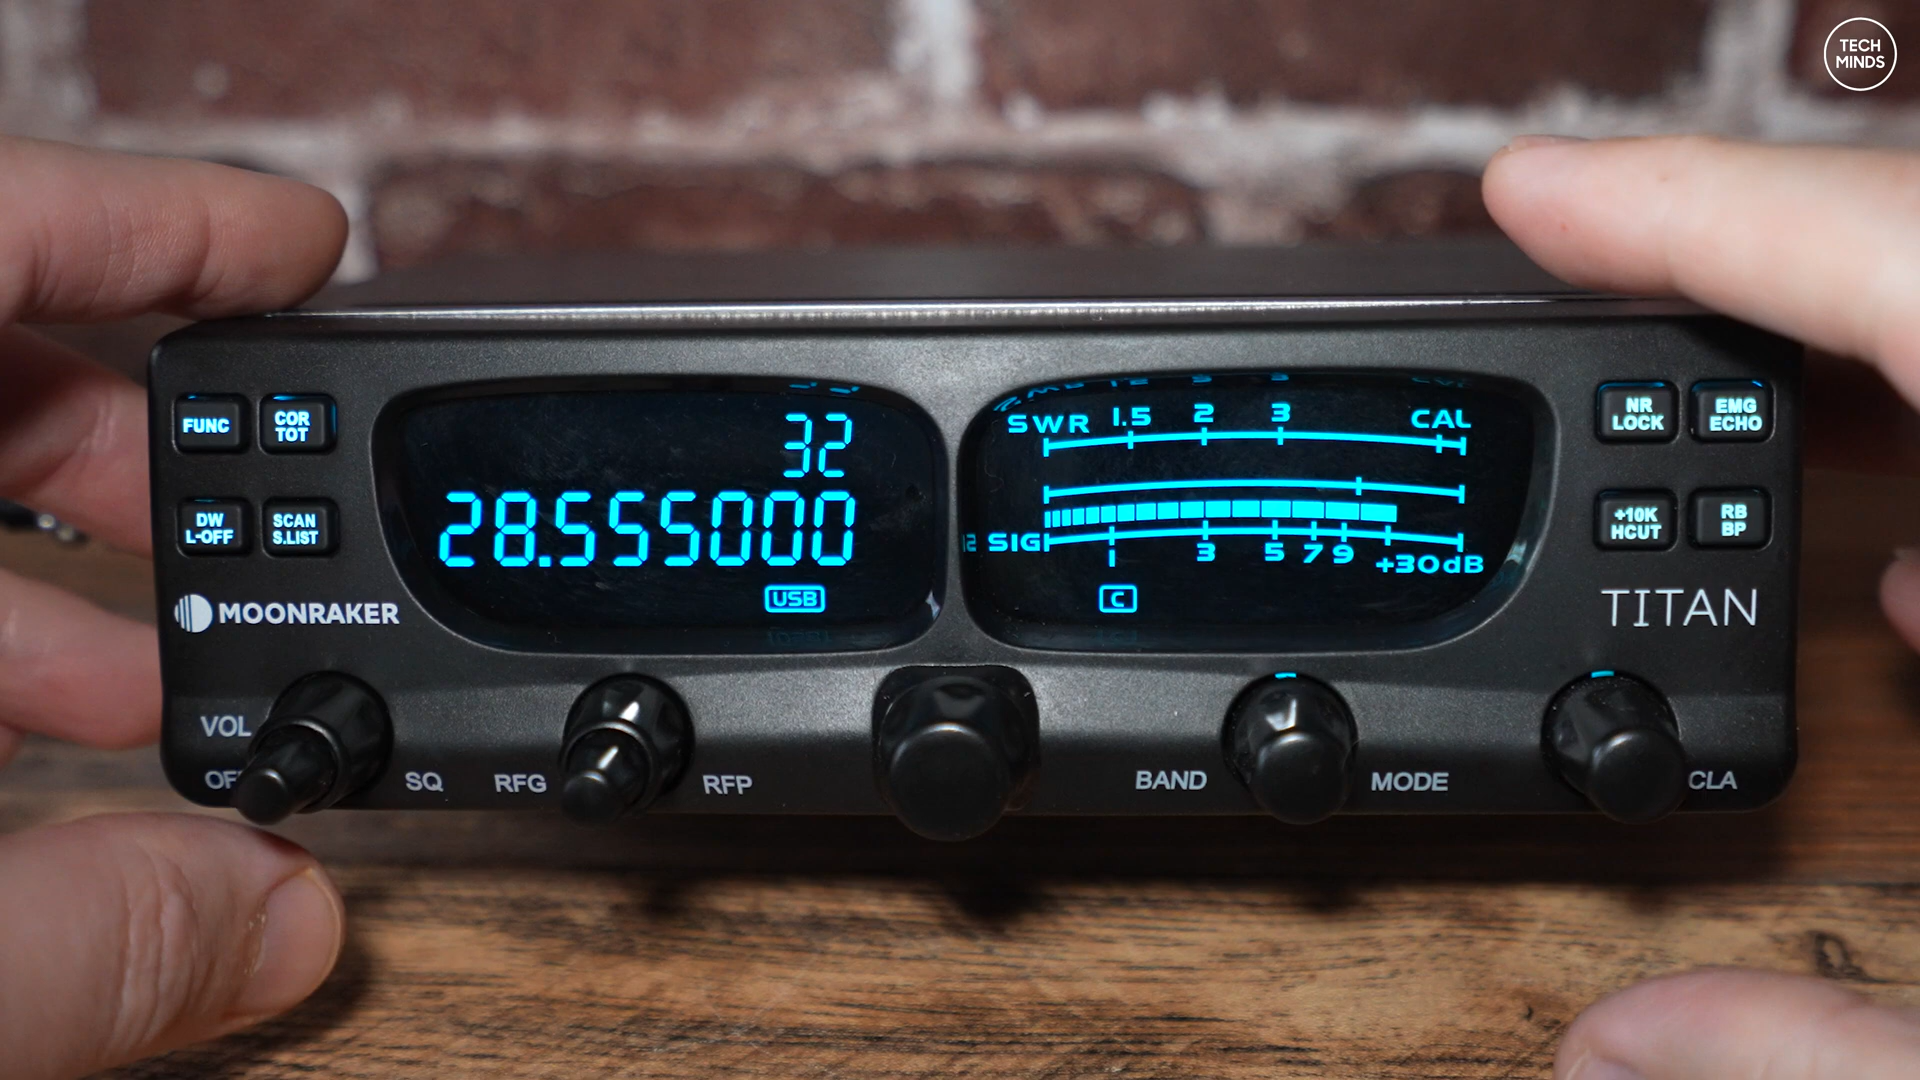 TECH
MINDS
FUNC
COR
TOT
DW
L-OFF
SCAN
S.LIST
MOONRAKER
32
28.555000
USB
SWR 1.5 2 3 CAL
SIG 1 3 5 7 9 +30dB
C
NR
LOCK
EMG
ECHO
+10K
HCUT
RB
BP
TITAN
VOL
SQ
RFG
RFP
BAND
MODE
CLA